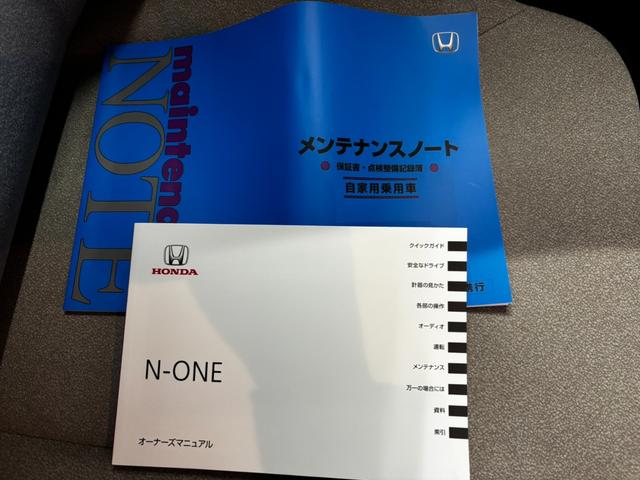 maintenance
NOTE
メンテナンスノート
保証書・点検整備記録簿
自家用乗用車
行
HONDA
N-ONE
オーナーズマニュアル
クイックガイド
安全なドライブ
計器の見かた
各部の操作
オーディオ
運転
メンテナンス
万一の場合には
資料
索引